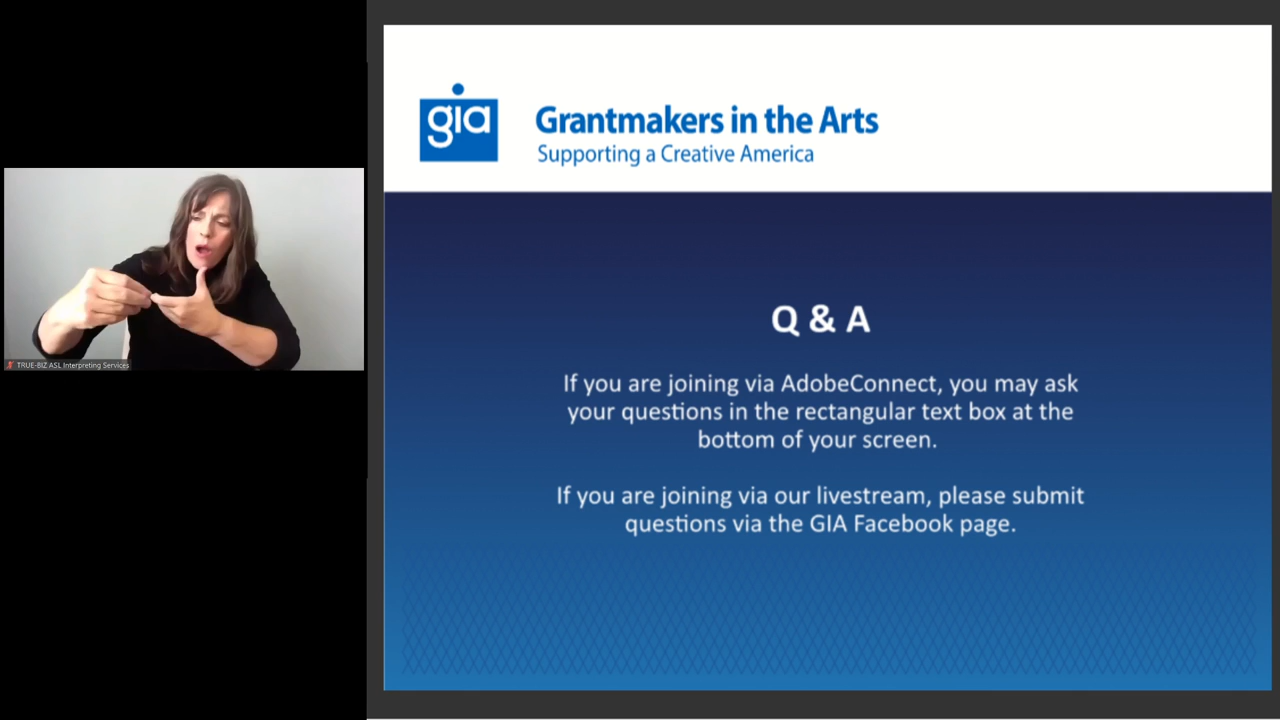 gia
Grantmakers in the Arts
Supporting a Creative America
TRUE-BIZ ASL Interpreting Services
Q & A
If you are joining via AdobeConnect, you may ask
your questions in the rectangular text box at the
bottom of your screen.
If you are joining via our livestream, please submit
questions via the GIA Facebook page.